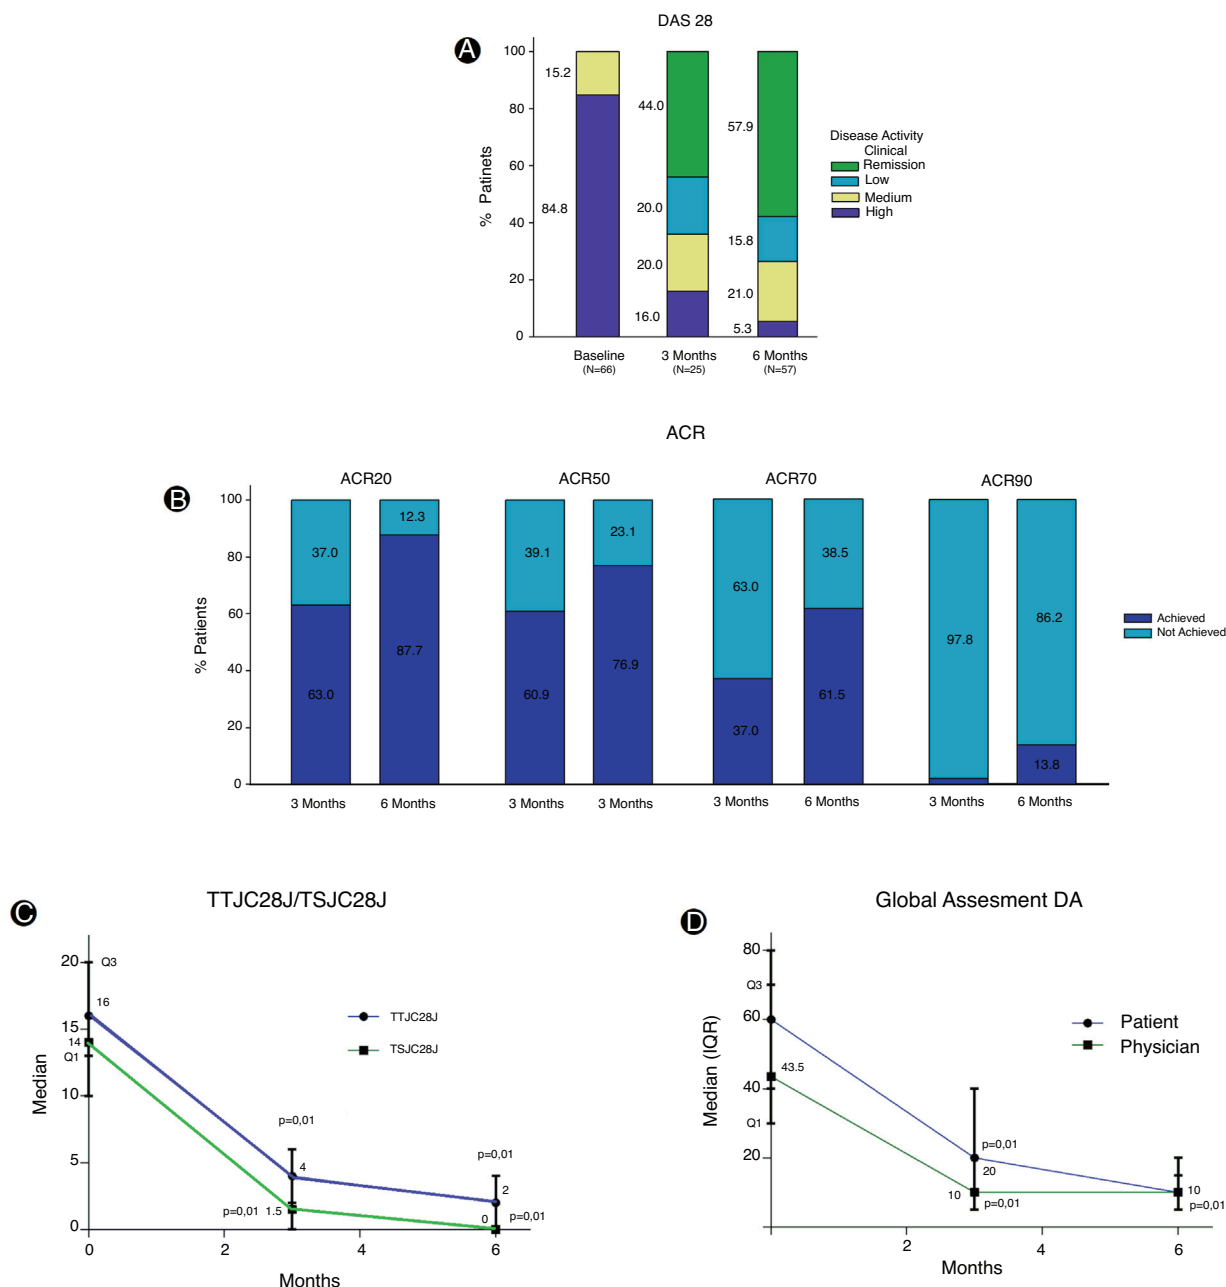 DAS 28
A
100
80
60
40
20
0
% Patinets
15.2
84.8
44.0
20.0
20.0
16.0
57.9
15.8
21.0
5.3
Baseline
(N=66)
3 Months
(N=25)
6 Months
(N=57)
Disease Activity
Clinical
Remission
Low
Medium
High
ACR
B
ACR20
ACR50
ACR70
ACR90
100
80
60
40
20
0
% Patients
37.0
63.0
12.3
87.7
39.1
60.9
23.1
76.9
63.0
37.0
38.5
61.5
97.8
86.2
13.8
3 Months
6 Months
3 Months
3 Months
3 Months
6 Months
3 Months
6 Months
Achieved
Not Achieved
C
TTJC28J/TSJC28J
20
15
10
5
0
Median
Q3
16
14
Q1
TTJC28J
TSJC28J
p=0,01
4
p=0,01
1.5
p=0,01
2
0
p=0,01
0
2
4
6
Months
D
Global Assesment DA
80
Q3
60
40
Q1
20
Median (IQR)
43.5
Patient
Physician
p=0,01
20
10
p=0,01
10
p=0,01
2
4
6
Months